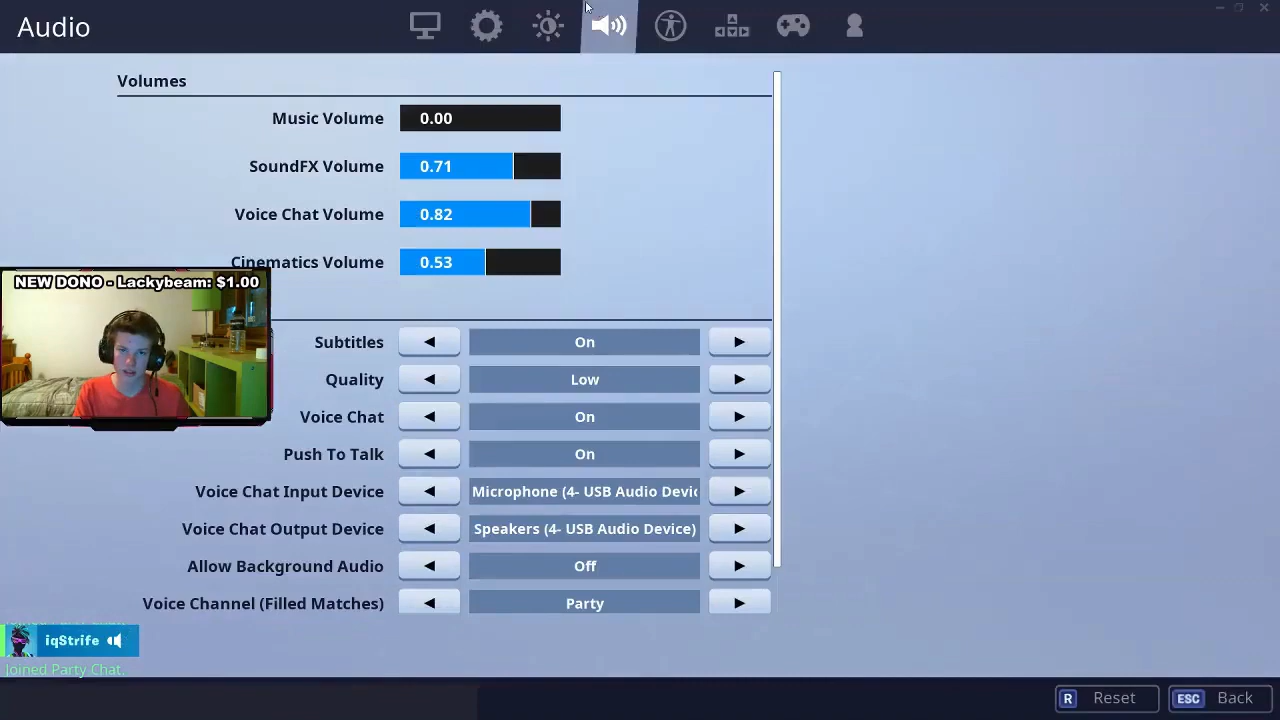 Audio
Volumes
Music Volume 0.00
SoundFX Volume 0.71
Voice Chat Volume 0.82
Cinematics Volume 0.53
NEW DONO - Lackybeam: $1.00
Subtitles ◀ On ▶
Quality ◀ Low ▶
Voice Chat ◀ On ▶
Push To Talk ◀ On ▶
Voice Chat Input Device ◀ Microphone (4- USB Audio Devic ▶
Voice Chat Output Device ◀ Speakers (4- USB Audio Device) ▶
Allow Background Audio ◀ Off ▶
Voice Channel (Filled Matches) ◀ Party ▶
iqStrife
Joined Party Chat.
R Reset ESC Back